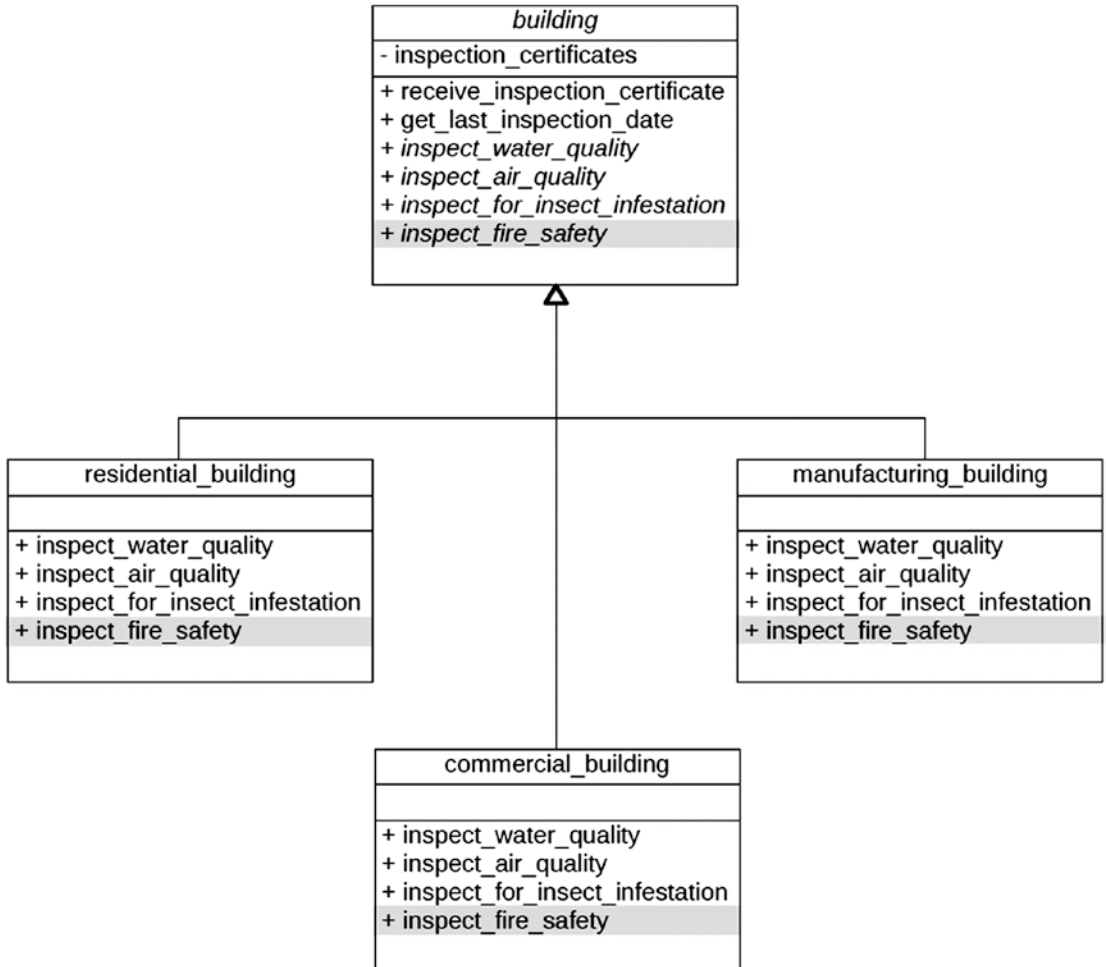 building
- inspection_certificates
+ receive_inspection_certificate
+ get_last_inspection_date
+ inspect_water_quality
+ inspect_air_quality
+ inspect_for_insect_infestation
+ inspect_fire_safety
residential_building
+ inspect_water_quality
+ inspect_air_quality
+ inspect_for_insect_infestation
+ inspect_fire_safety
manufacturing_building
+ inspect_water_quality
+ inspect_air_quality
+ inspect_for_insect_infestation
+ inspect_fire_safety
commercial_building
+ inspect_water_quality
+ inspect_air_quality
+ inspect_for_insect_infestation
+ inspect_fire_safety